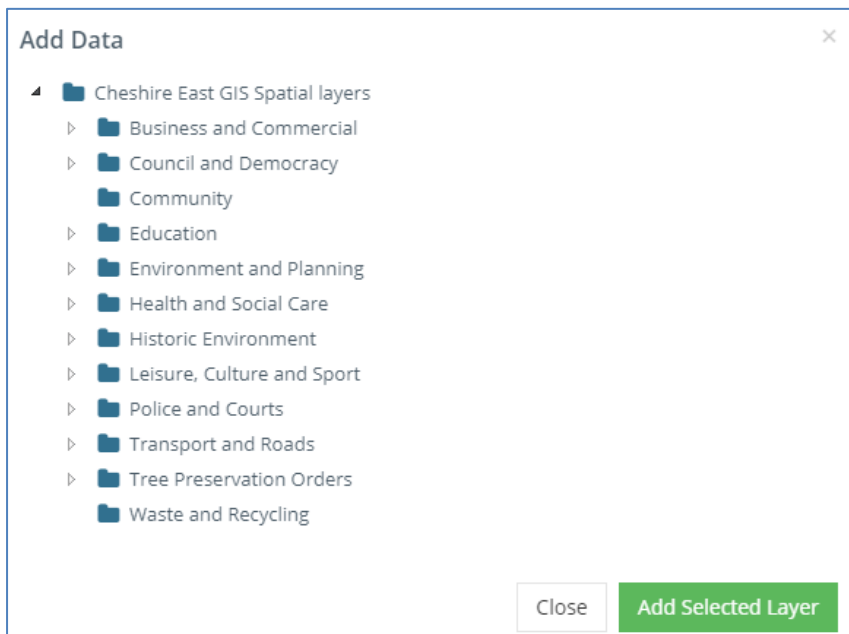 Add Data
Cheshire East GIS Spatial layers
Business and Commercial
Council and Democracy
Community
Education
Environment and Planning
Health and Social Care
Historic Environment
Leisure, Culture and Sport
Police and Courts
Transport and Roads
Tree Preservation Orders
Waste and Recycling
Close Add Selected Layer